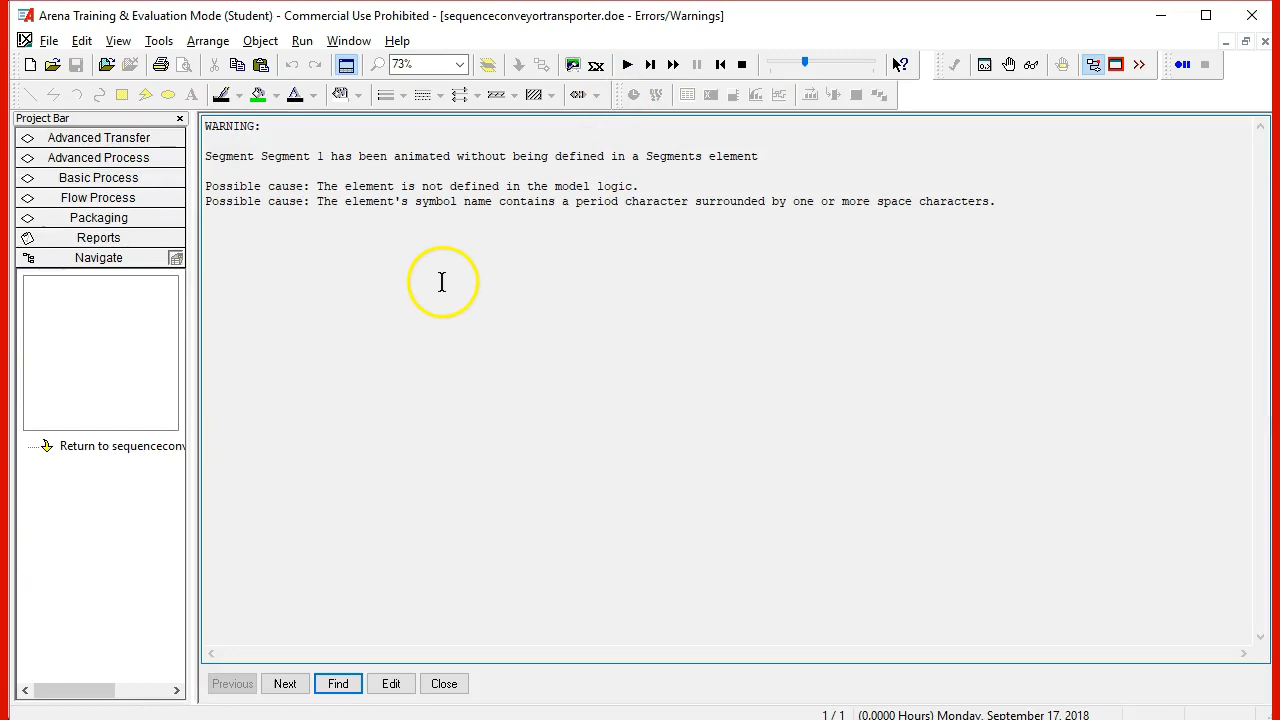 Arena Training & Evaluation Mode (Student) - Commercial Use Prohibited - [sequenceconveyortransporter.doe - Errors/Warnings]
File Edit View Tools Arrange Object Run Window Help
73%
Project Bar
Advanced Transfer
Advanced Process
Basic Process
Flow Process
Packaging
Reports
Navigate
Return to sequenceconv
WARNING:
Segment Segment 1 has been animated without being defined in a Segments element
Possible cause: The element is not defined in the model logic.
Possible cause: The element's symbol name contains a period character surrounded by one or more space characters.
Previous Next Find Edit Close
1 / 1 (0.0000 Hours) Monday, September 17, 2018